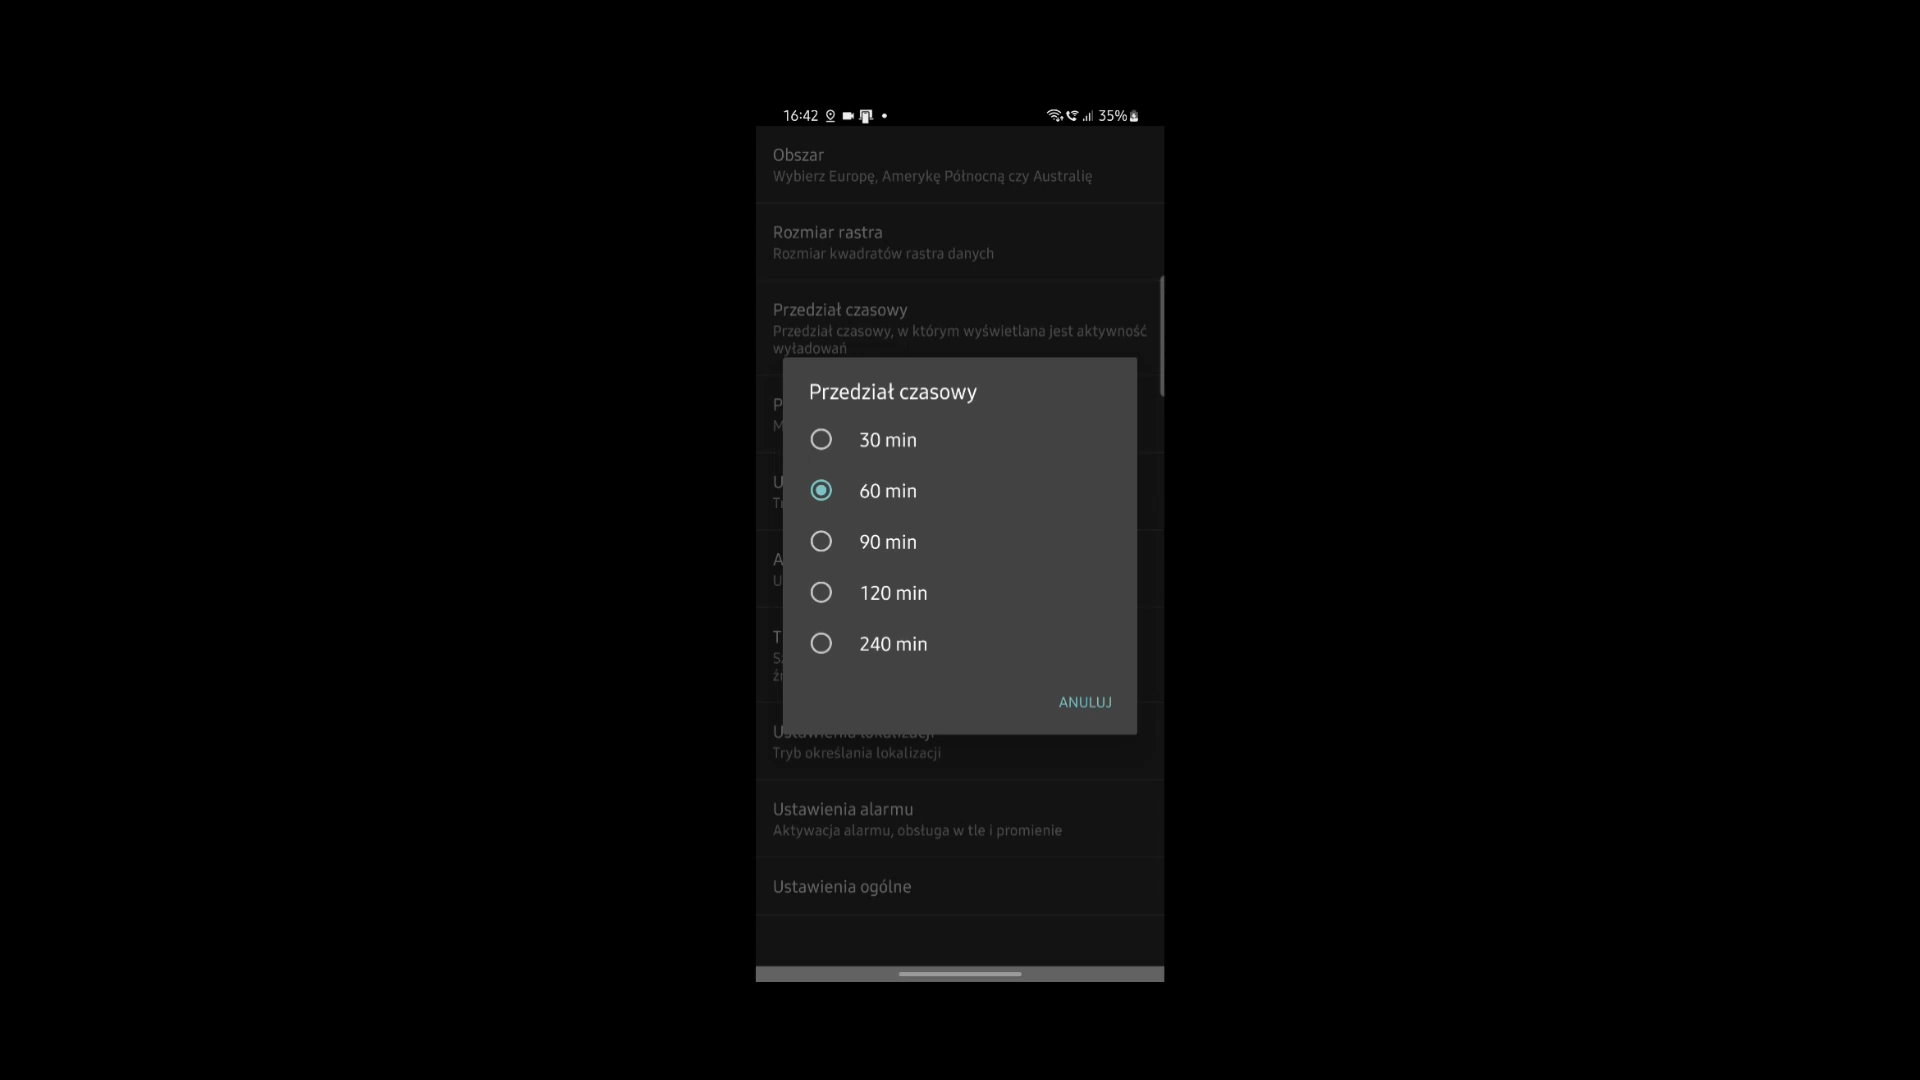 16:42
35%
Obszar
Wybierz Europę, Amerykę Północną czy Australię
Rozmiar rastra
Rozmiar kwadratów rastra danych
Przedział czasowy
Przedział czasowy, w którym wyświetlana jest aktywność
wyładowań
Przedział czasowy
30 min
60 min
90 min
120 min
240 min
ANULUJ
Ustawienia lokalizacji
Tryb określania lokalizacji
Ustawienia alarmu
Aktywacja alarmu, obsługa w tle i promienie
Ustawienia ogólne